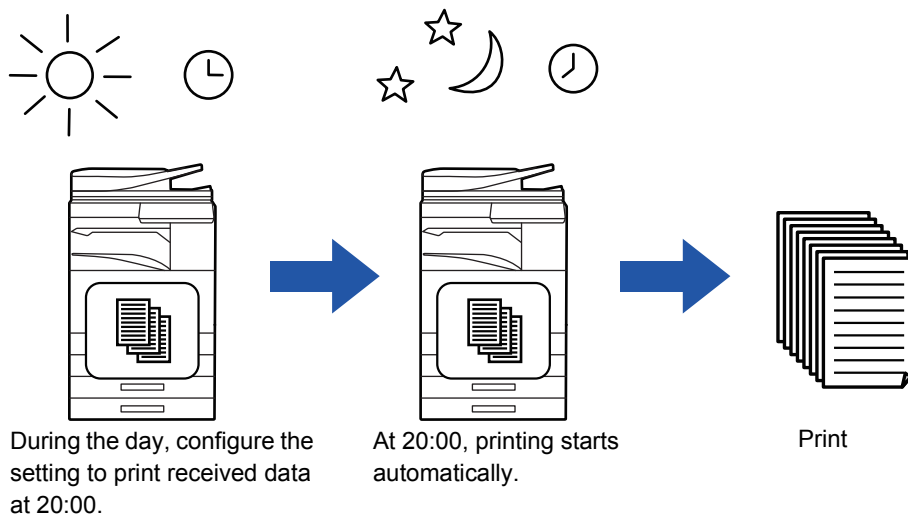 During the day, configure the
setting to print received data
at 20:00.
At 20:00, printing starts
automatically.
Print